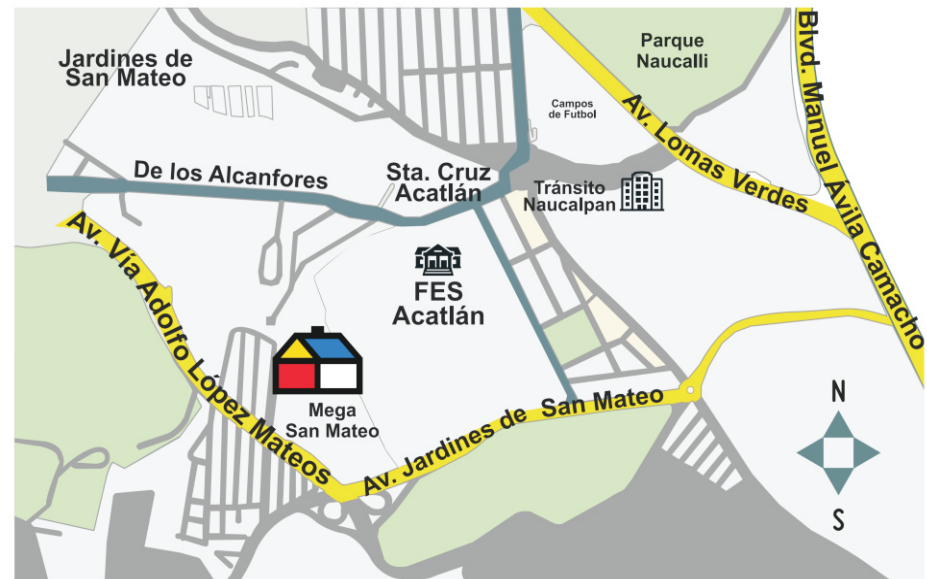 Jardines de
San Mateo
Parque
Naucalli
Blvd. Manuel Ávila Camacho
Campos
de Futbol
Av. Lomas Verdes
De los Alcanfores
Sta. Cruz
Acatlán
Tránsito
Naucalpan
Av. Vía Adolfo López Mateos
FES
Acatlán
Mega
San Mateo
Av. Jardines de San Mateo
N
S